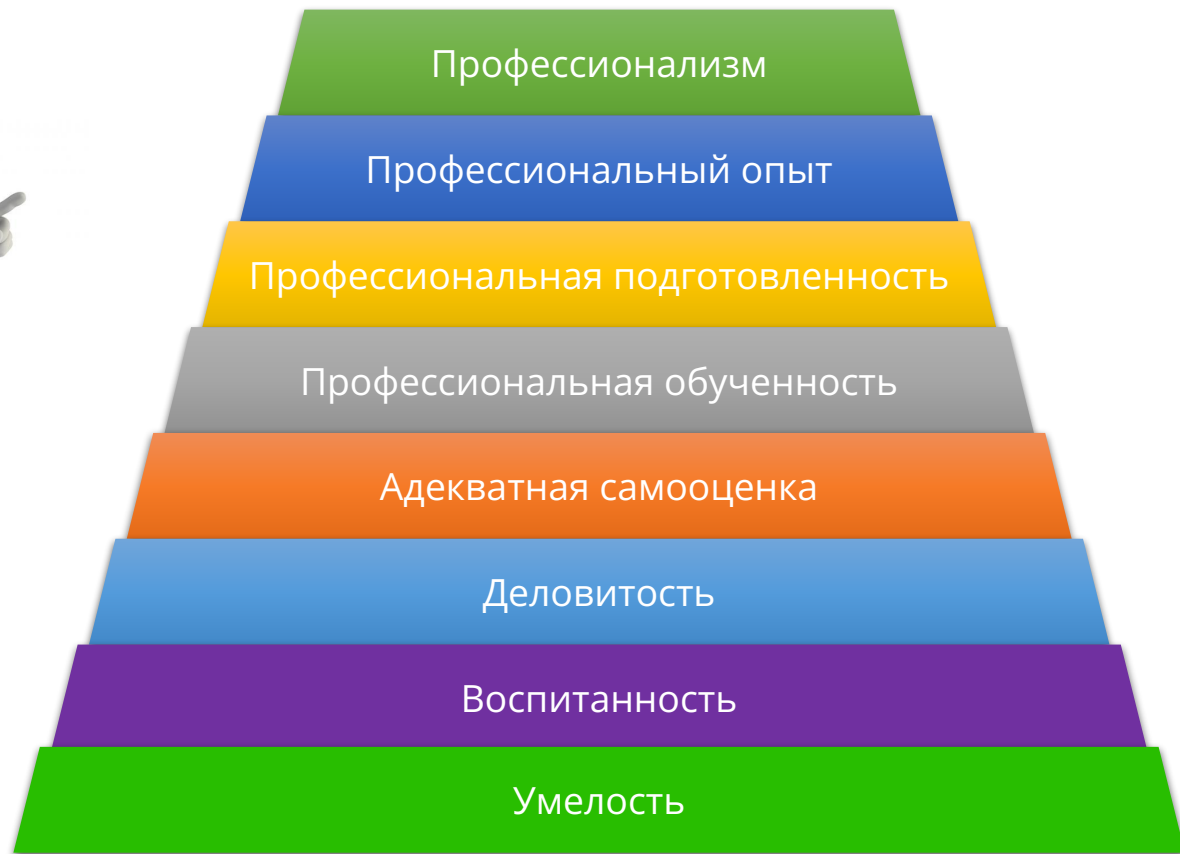 Профессионализм
Профессиональный опыт
Профессиональная подготовленность
Профессиональная обученность
Адекватная самооценка
Деловитость
Воспитанность
Умелость